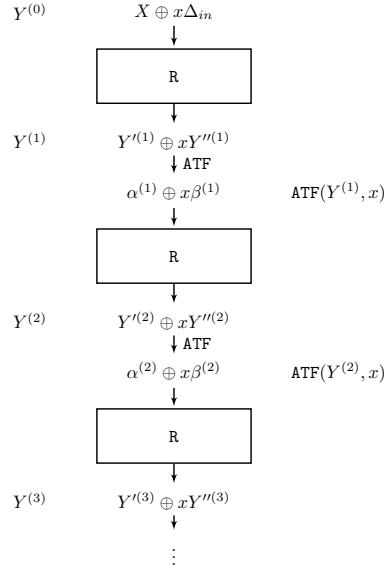 Y^{(0)} X ⊕ xΔ_{in}
R
Y^{(1)} Y'^{(1)} ⊕ xY''^{(1)}
ATF
α^{(1)} ⊕ xβ^{(1)} ATF(Y^{(1)}, x)
R
Y^{(2)} Y'^{(2)} ⊕ xY''^{(2)}
ATF
α^{(2)} ⊕ xβ^{(2)} ATF(Y^{(2)}, x)
R
Y^{(3)} Y'^{(3)} ⊕ xY''^{(3)}
⋮